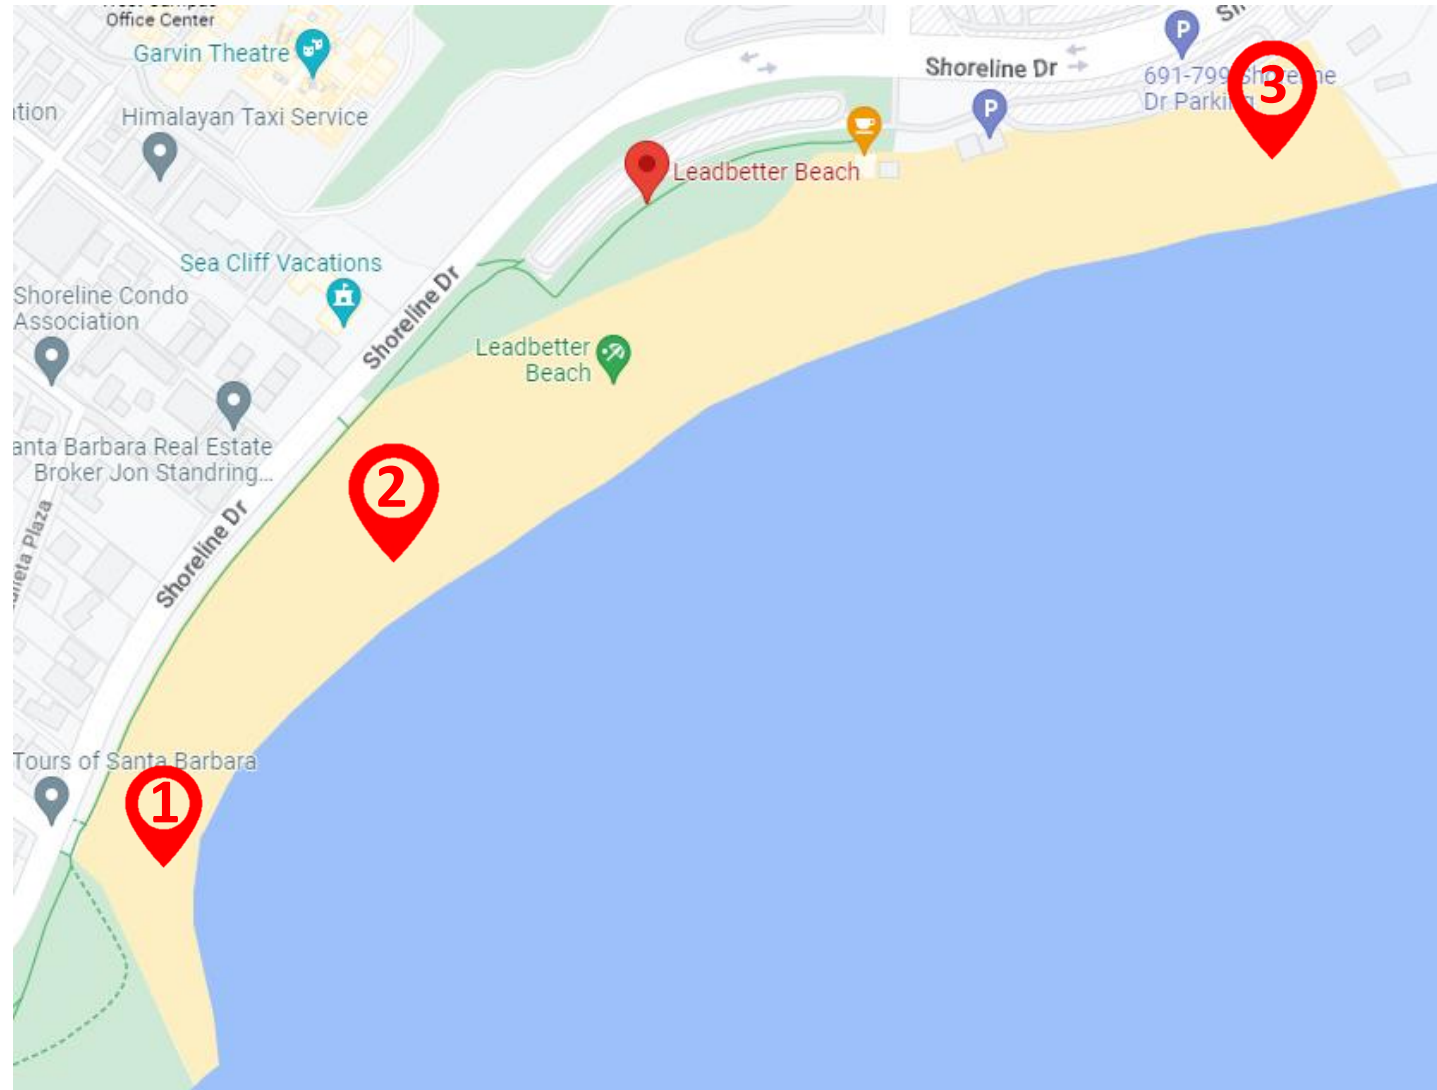 Office Center
Garvin Theatre
Himalayan Taxi Service
Shoreline Dr
P
P
691-799 Shoreline
Dr Parking
3
Leadbetter Beach
Sea Cliff Vacations
Shoreline Condo
Association
Shoreline Dr
Leadbetter
Beach
anta Barbara Real Estate
Broker Jon Standring...
2
Shoreline Dr
Tours of Santa Barbara
1